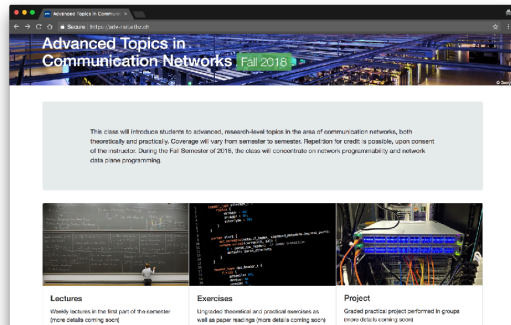 Advanced Topics in Commun
Secure https://adv-net.ethz.ch
Advanced Topics in
Communication Networks Fall 2018
This class will introduce students to advanced, research-level topics in the area of communication networks, both
theoretically and practically. Coverage will vary from semester to semester. Repetition for credit is possible, upon consent
of the instructor. During the Fall Semester of 2018, the class will concentrate on network programmability and network
data plane programming.
Lectures
Weekly lectures in the first part of the semester
(more details coming soon)
Exercises
Ungraded theoretical and practical exercises as
well as paper readings (more details coming soon)
Project
Graded practical project performed in groups
(more details coming soon)